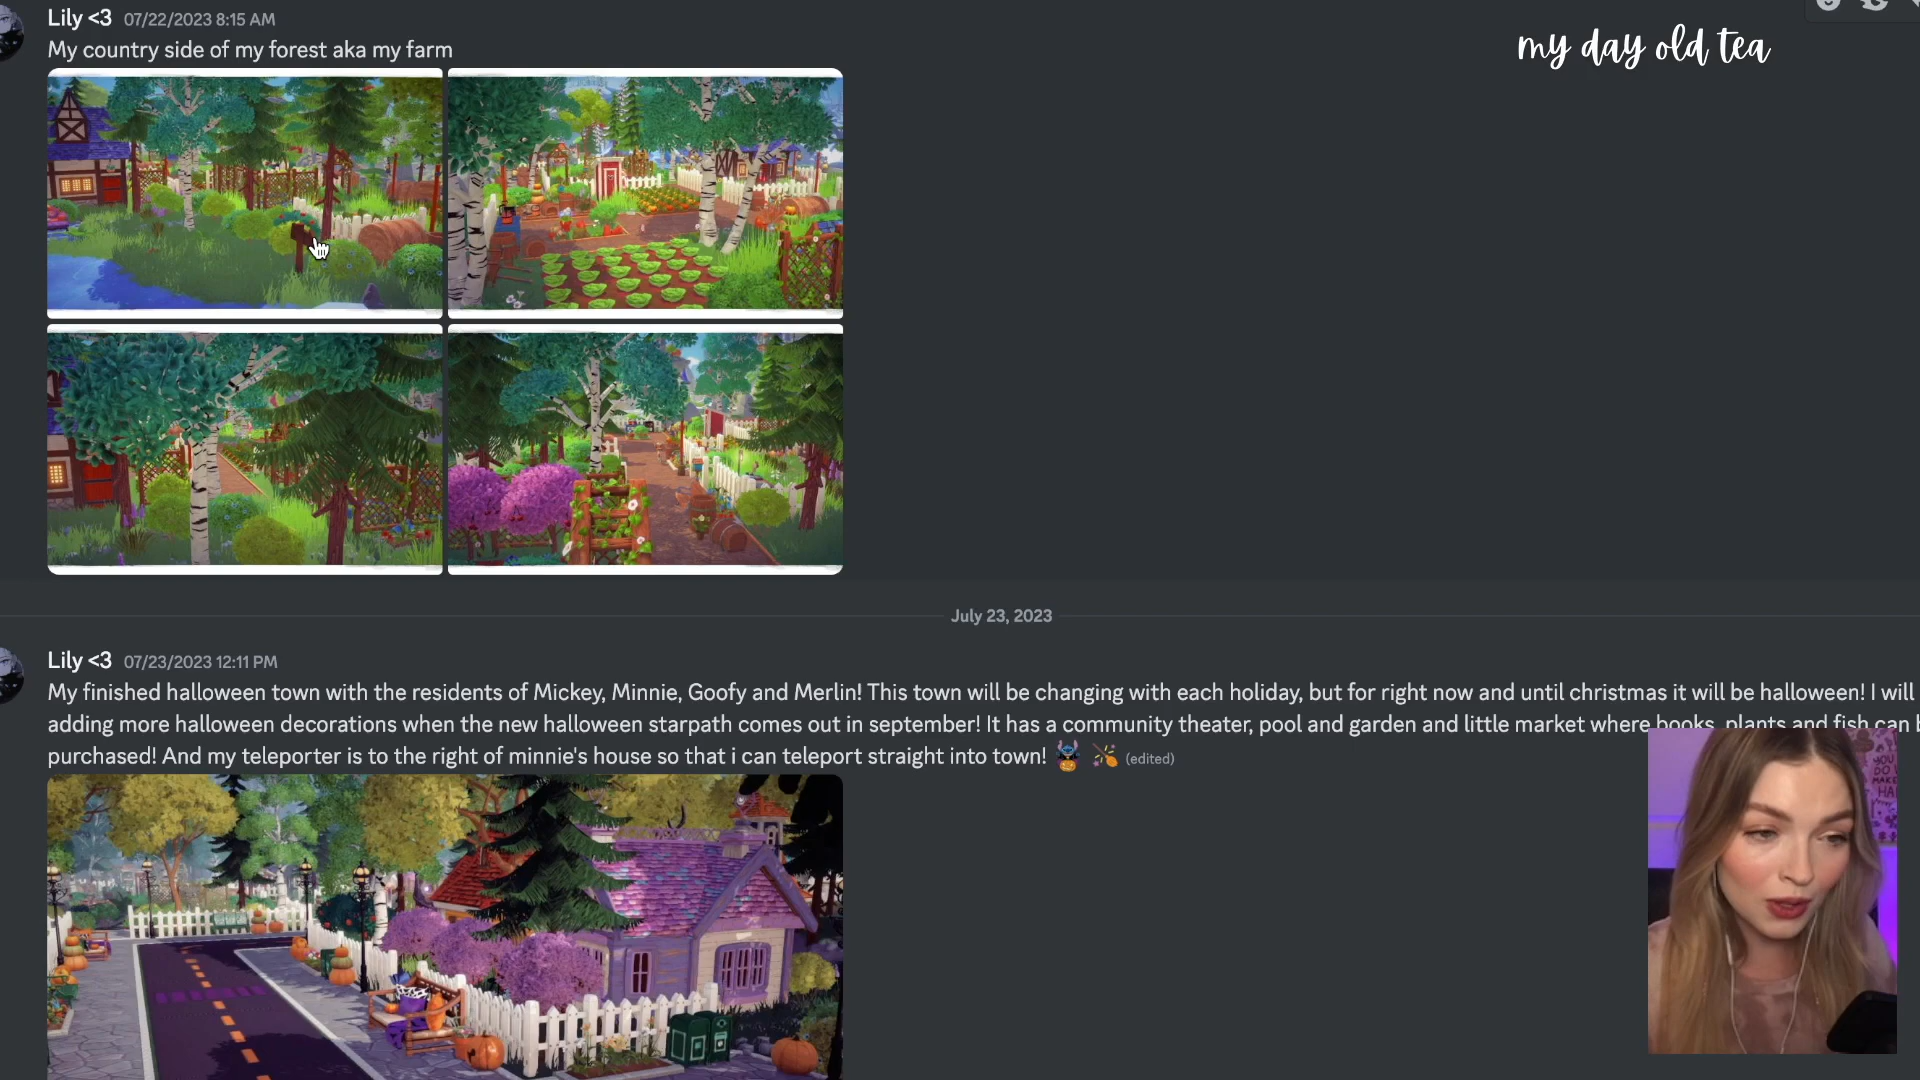 Lily <3 07/22/2023 8:15 AM
my day old tea
My country side of my forest aka my farm
July 23, 2023
Lily <3 07/23/2023 12:11 PM
My finished halloween town with the residents of Mickey, Minnie, Goofy and Merlin! This town will be changing with each holiday, but for right now and until christmas it will be halloween! I will
adding more halloween decorations when the new halloween starpath comes out in september! It has a community theater, pool and garden and little market where books, plants and fish can b
purchased! And my teleporter is to the right of minnie's house so that i can teleport straight into town! (edited)
YOU
DO
MAKE
HA